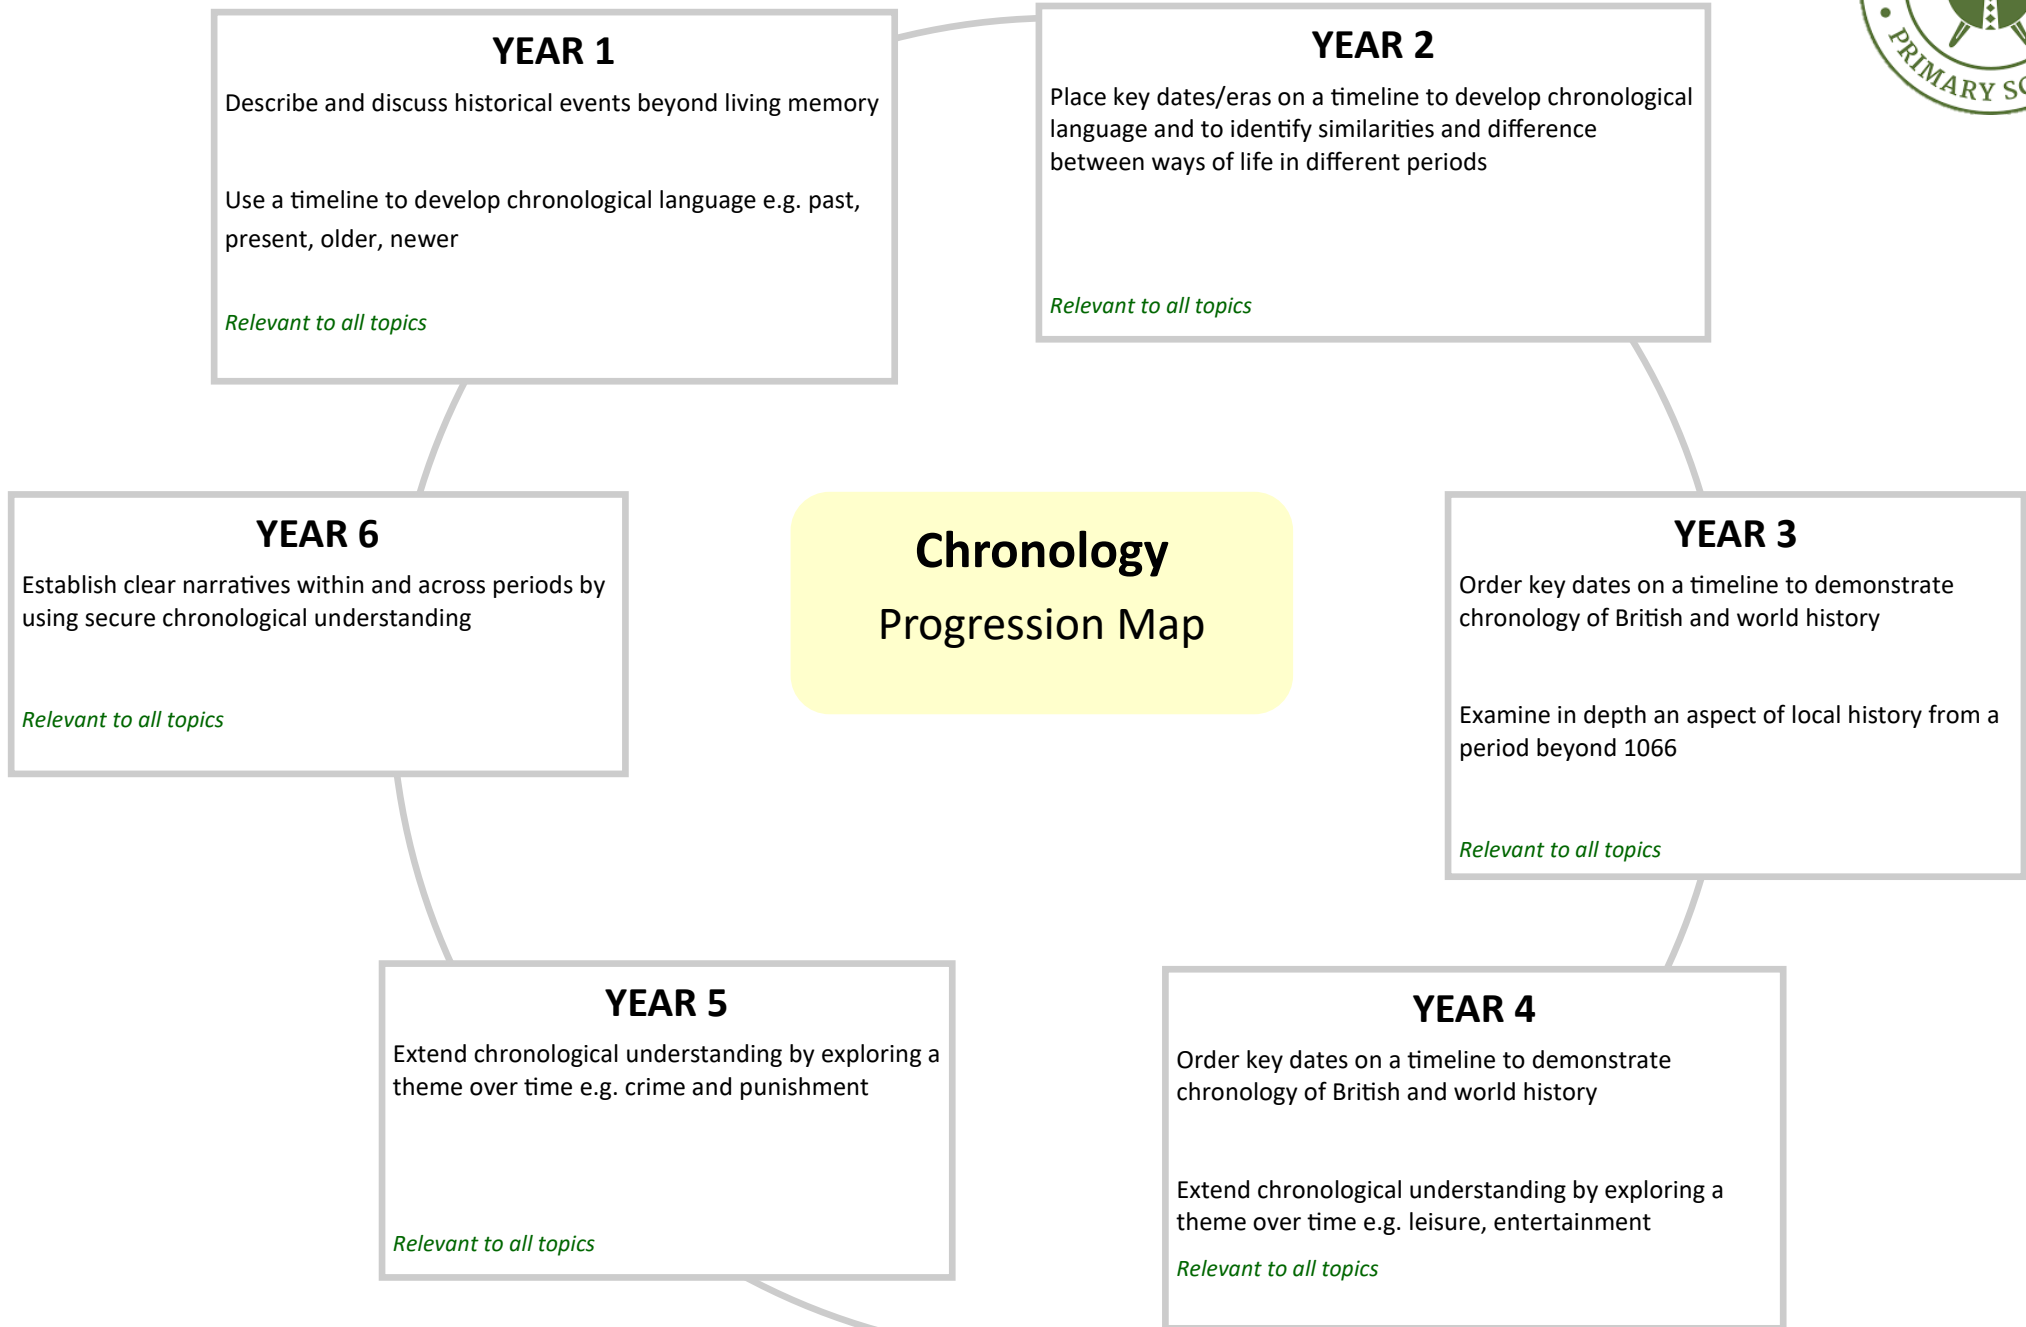 YEAR 1
Describe and discuss historical events beyond living memory
Use a timeline to develop chronological language e.g. past,
present, older, newer
Relevant to all topics
YEAR 2
Place key dates/eras on a timeline to develop chronological
language and to identify similarities and difference
between ways of life in different periods
Relevant to all topics
• PRIMARY
YEAR 6
Establish clear narratives within and across periods by
using secure chronological understanding
Relevant to all topics
Chronology
Progression Map
YEAR 3
Order key dates on a timeline to demonstrate
chronology of British and world history
Examine in depth an aspect of local history from a
period beyond 1066
Relevant to all topics
YEAR 5
Extend chronological understanding by exploring a
theme over time e.g. crime and punishment
Relevant to all topics
YEAR 4
Order key dates on a timeline to demonstrate
chronology of British and world history
Extend chronological understanding by exploring a
theme over time e.g. leisure, entertainment
Relevant to all topics